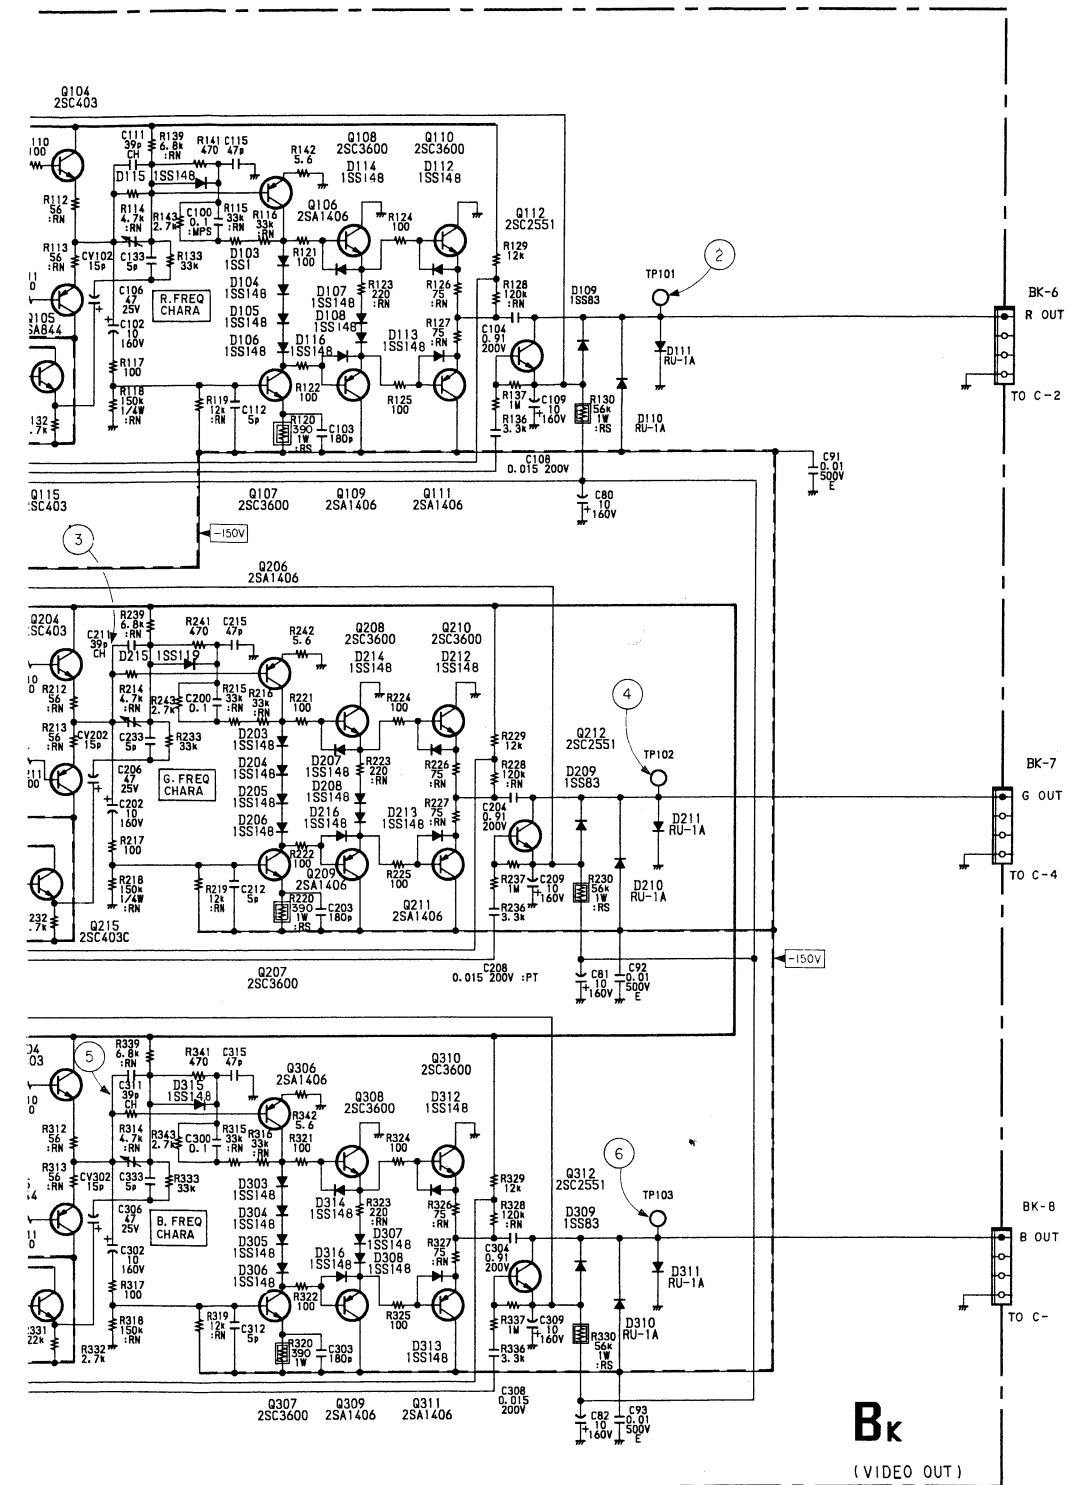 Q104
2SC403
110
100
C111
39p
CH
R139
6.8k
:RN
R141
470
C115
47p
R142
5.6
Q108
2SC3600
D114
1SS148
Q110
2SC3600
D112
1SS148
D115
1SS148
R112
56
:RN
R114
4.7k
:RN
R143
2.7k
C100
0.1
:MPS
R115
33k
:RN
R116
33k
:RN
Q106
2SA1406
R124
100
Q112
2SC2551
R113
56
:RN
CV102
15p
C133
5p
R133
33k
D103
1SS1
R121
100
R129
12k
TP101
2
11
Q105
SA844
C106
47
25V
R.FREQ
CHARA
D104
1SS148
D107
1SS148
R123
220
:RN
R126
75
:RN
R128
120k
:RN
D109
1SS83
BK-6
R OUT
C102
10
160V
D105
1SS148
D108
1SS148
R127
75
:RN
C104
0.91
200V
D106
1SS148
D116
1SS148
D113
1SS148
D111
RU-1A
R117
100
R118
150k
1/4W
:RN
R119
12k
:RN
C112
5p
R122
100
R125
100
R137
1M
C109
10
160V
R130
56k
1W
:RS
D110
RU-1A
TO C-2
132
.7k
R120
390
1W
:RS
C103
180p
R136
3.3k
C108
0.015 200V
C91
0.01
500V
E
Q115
2SC403
Q107
2SC3600
Q109
2SA1406
Q111
2SA1406
C80
10
160V
-150V
3
Q206
2SA1406
Q204
2SC403
C211
39p
CH
R239
6.8k
:RN
R241
470
C215
47p
R242
5.6
Q208
2SC3600
D214
1SS148
Q210
2SC3600
D212
1SS148
D215
1SS119
R212
56
:RN
R214
4.7k
:RN
R243
2.7k
C200
0.1
R215
33k
:RN
R216
33k
:RN
R221
100
R224
100
4
R213
56
:RN
CV202
15p
C233
5p
R233
33k
D203
1SS148
R229
12k
Q212
2SC2551
TP102
211
00
C206
47
25V
G. FREQ
CHARA
D204
1SS148
D207
1SS148
R223
220
:RN
R226
75
:RN
R228
120k
:RN
D209
1SS83
BK-7
G OUT
C202
10
160V
D205
1SS148
D208
1SS148
R227
75
:RN
C204
0.91
200V
D206
1SS148
D216
1SS148
D213
1SS148
D211
RU-1A
R217
100
R222
100
R218
150k
1/4W
:RN
R219
12k
:RN
C212
5p
Q209
2SA1406
R225
100
R237
1M
C209
10
160V
R230
56k
1W
:RS
D210
RU-1A
TO C-4
232
.7k
R220
390
1W
:RS
C203
180p
Q211
2SA1406
R236
3.3k
Q215
2SC403C
Q207
2SC3600
C208
0.015 200V :PT
C81
10
160V
C92
0.01
500V
E
-150V
5
R339
6.8k
:RN
C311
39p
CH
R341
470
C315
47p
Q306
2SA1406
Q310
2SC3600
D315
1SS148
R342
5.6
Q308
2SC3600
D312
1SS148
R312
56
:RN
R314
4.7k
:RN
R343
2.7k
C300
0.1
R315
33k
:RN
R316
33k
:RN
R321
100
R324
100
6
R313
56
:RN
CV302
15p
C333
5p
R333
33k
D303
1SS148
D314
1SS148
R323
220
:RN
R326
75
:RN
R329
12k
R328
120k
:RN
Q312
2SC2551
TP103
C306
47
25V
B. FREQ
CHARA
D304
1SS148
D307
1SS148
D309
1SS83
BK-8
B OUT
C302
10
160V
D305
1SS148
D316
1SS148
D308
1SS148
R327
75
:RN
C304
0.91
200V
D306
1SS148
D311
RU-1A
R317
100
R318
150k
:RN
R319
12k
:RN
C312
5p
R322
100
R325
100
R337
1M
C309
10
160V
R330
56k
1W
:RS
D310
RU-1A
TO C-
R331
22k
R332
2.7k
R320
390
1W
C303
180p
D313
1SS148
R336
3.3k
Q307
2SC3600
Q309
2SA1406
Q311
2SA1406
C308
0.015
200V
C82
10
160V
C93
0.01
500V
E
BK
(VIDEO OUT)